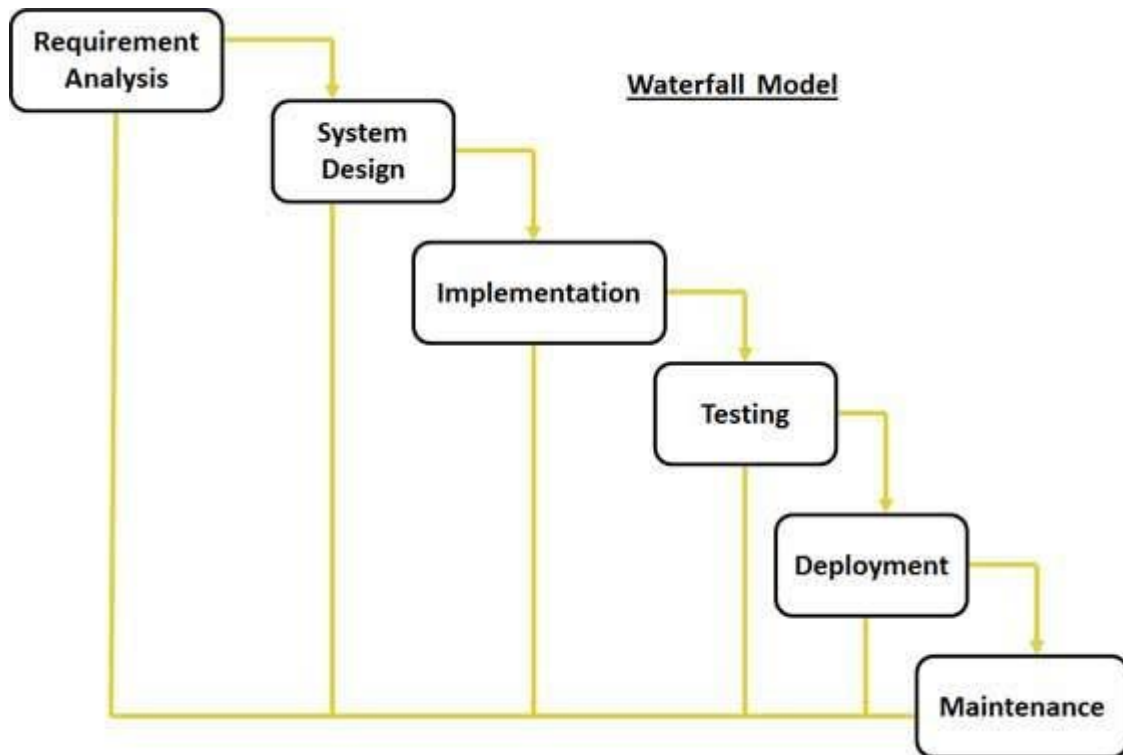 Requirement
Analysis
Waterfall Model
System
Design
Implementation
Testing
Deployment
Maintenance